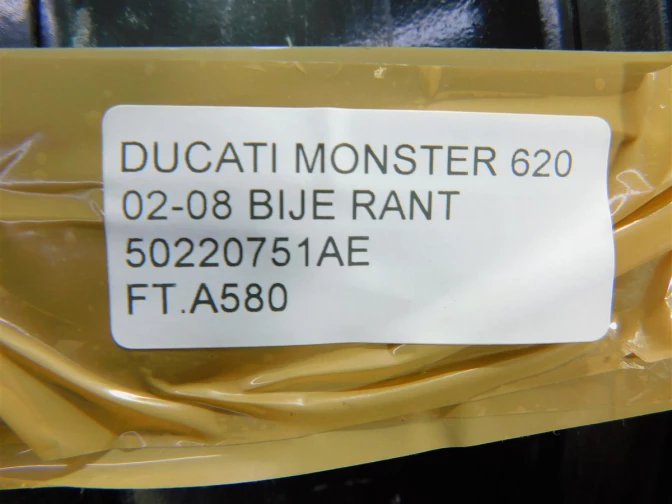 DUCATI MONSTER 620
02-08 BIJE RANT
50220751AE
FT.A580